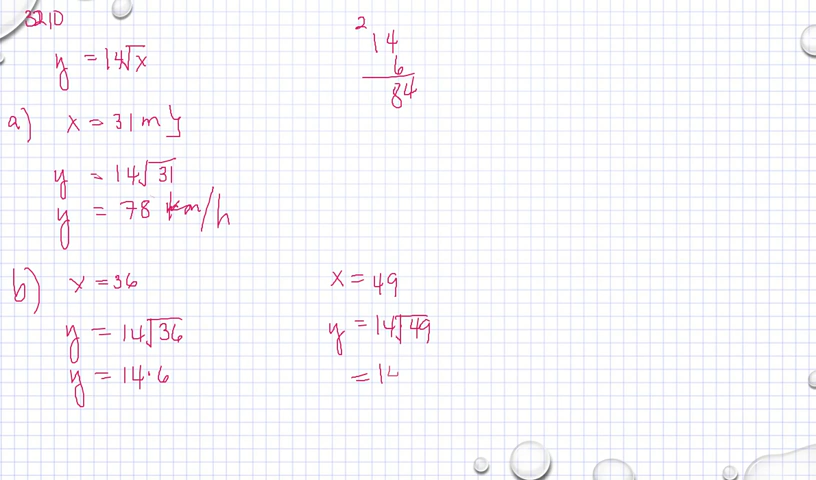 3210
y = 14√x
2
14
6
84
a) x = 31 m
y = 14√31
y = 78 km/h
b) x = 36
y = 14√36
y = 14·6
x = 49
y = 14√49
= 14